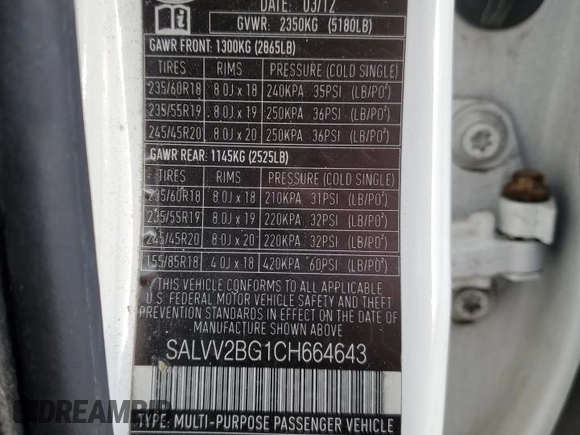 DATE: 03/12
GVWR: 2350KG (5180LB)
GAWR FRONT: 1300KG (2865LB)
TIRES RIMS PRESSURE (COLD SINGLE)
235/60R18 8.0J x 18 240KPA 35PSI (LB/PO²)
235/55R19 8.0J x 19 250KPA 36PSI (LB/PO²)
245/45R20 8.0J x 20 250KPA 36PSI (LB/PO²)
GAWR REAR: 1145KG (2525LB)
TIRES RIMS PRESSURE (COLD SINGLE)
235/60R18 8.0J x 18 210KPA 31PSI (LB/PO²)
235/55R19 8.0J x 19 220KPA 32PSI (LB/PO²)
245/45R20 8.0J x 20 220KPA 32PSI (LB/PO²)
155/85R18 4.0J x 18 420KPA 60PSI (LB/PO²)
THIS VEHICLE CONFORMS TO ALL APPLICABLE
U.S. FEDERAL MOTOR VEHICLE SAFETY AND THEFT
PREVENTION STANDARDS IN EFFECT ON THE DATE OF
MANUFACTURE SHOWN ABOVE
SALVV2BG1CH664643
TYPE: MULTI-PURPOSE PASSENGER VEHICLE